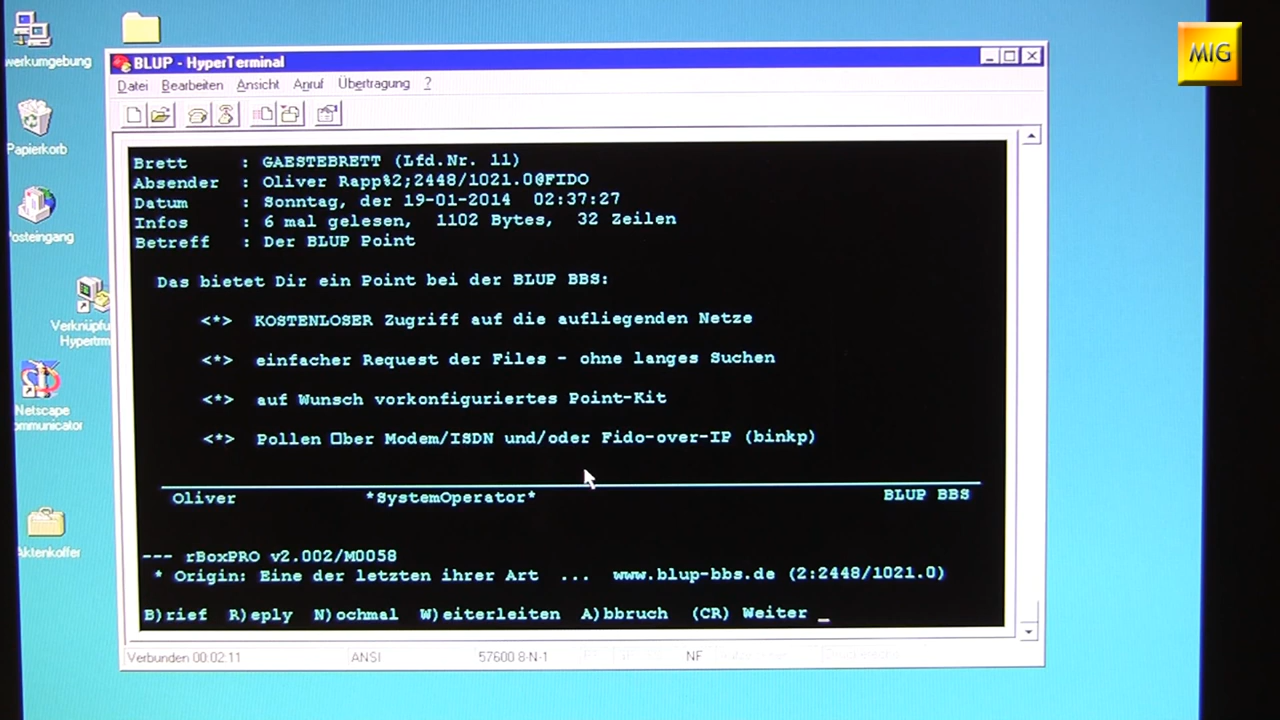 MIG
werkumgebung
BLUP - HyperTerminal
Datei Bearbeiten Ansicht Anruf Übertragung ?
Papierkorb
osteingang
Verknüpfu
Hypertrm
Netscape
ommunicator
Aktenkoffer
Brett : GAESTEBRETT (Lfd.Nr. 11)
Absender : Oliver Rapp%2;2448/1021.0@FIDO
Datum : Sonntag, der 19-01-2014 02:37:27
Infos : 6 mal gelesen, 1102 Bytes, 32 Zeilen
Betreff : Der BLUP Point
Das bietet Dir ein Point bei der BLUP BBS:
<*> KOSTENLOSER Zugriff auf die aufliegenden Netze
<*> einfacher Request der Files - ohne langes Suchen
<*> auf Wunsch vorkonfiguriertes Point-Kit
<*> Pollen □ber Modem/ISDN und/oder Fido-over-IP (binkp)
Oliver *SystemOperator* BLUP BBS
--- rBoxPRO v2.002/M0058
* Origin: Eine der letzten ihrer Art ... www.blup-bbs.de (2:2448/1021.0)
B)rief R)eply N)ochmal W)eiterleiten A)bbruch (CR) Weiter _
Verbunden 00:02:11 ANSI 57600 8-N-1 NF